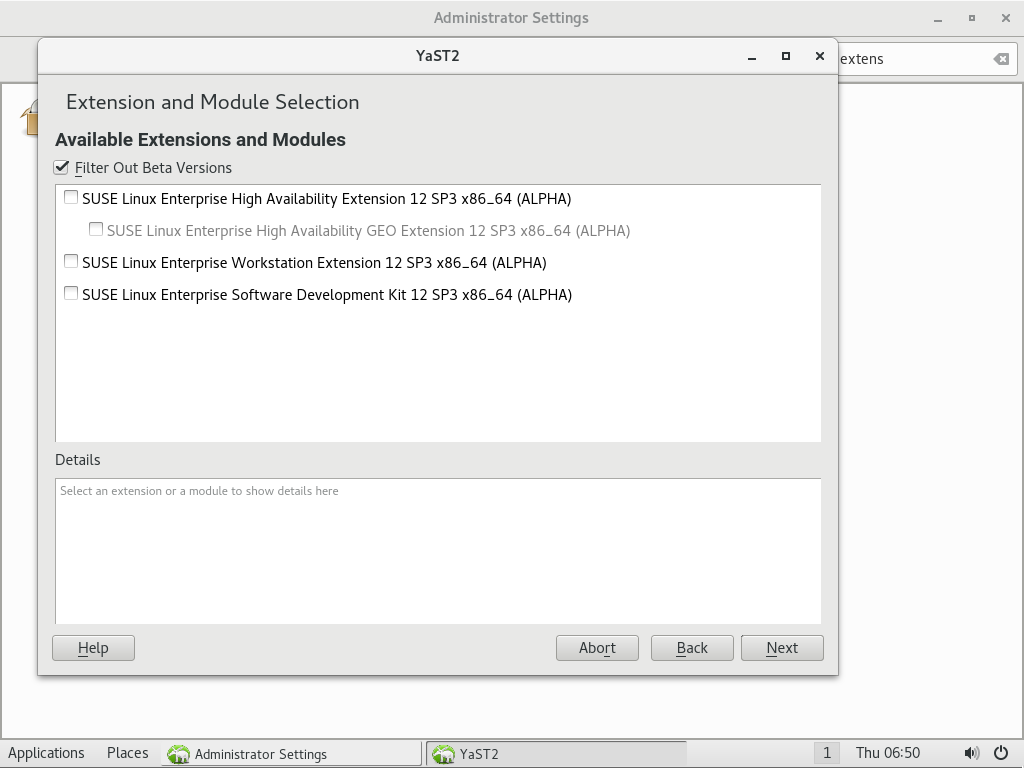 Administrator Settings
YaST2
extens
Extension and Module Selection
Available Extensions and Modules
Filter Out Beta Versions
SUSE Linux Enterprise High Availability Extension 12 SP3 x86_64 (ALPHA)
SUSE Linux Enterprise High Availability GEO Extension 12 SP3 x86_64 (ALPHA)
SUSE Linux Enterprise Workstation Extension 12 SP3 x86_64 (ALPHA)
SUSE Linux Enterprise Software Development Kit 12 SP3 x86_64 (ALPHA)
Details
Select an extension or a module to show details here
Help Abort Back Next
Applications Places Administrator Settings YaST2 1 Thu 06:50